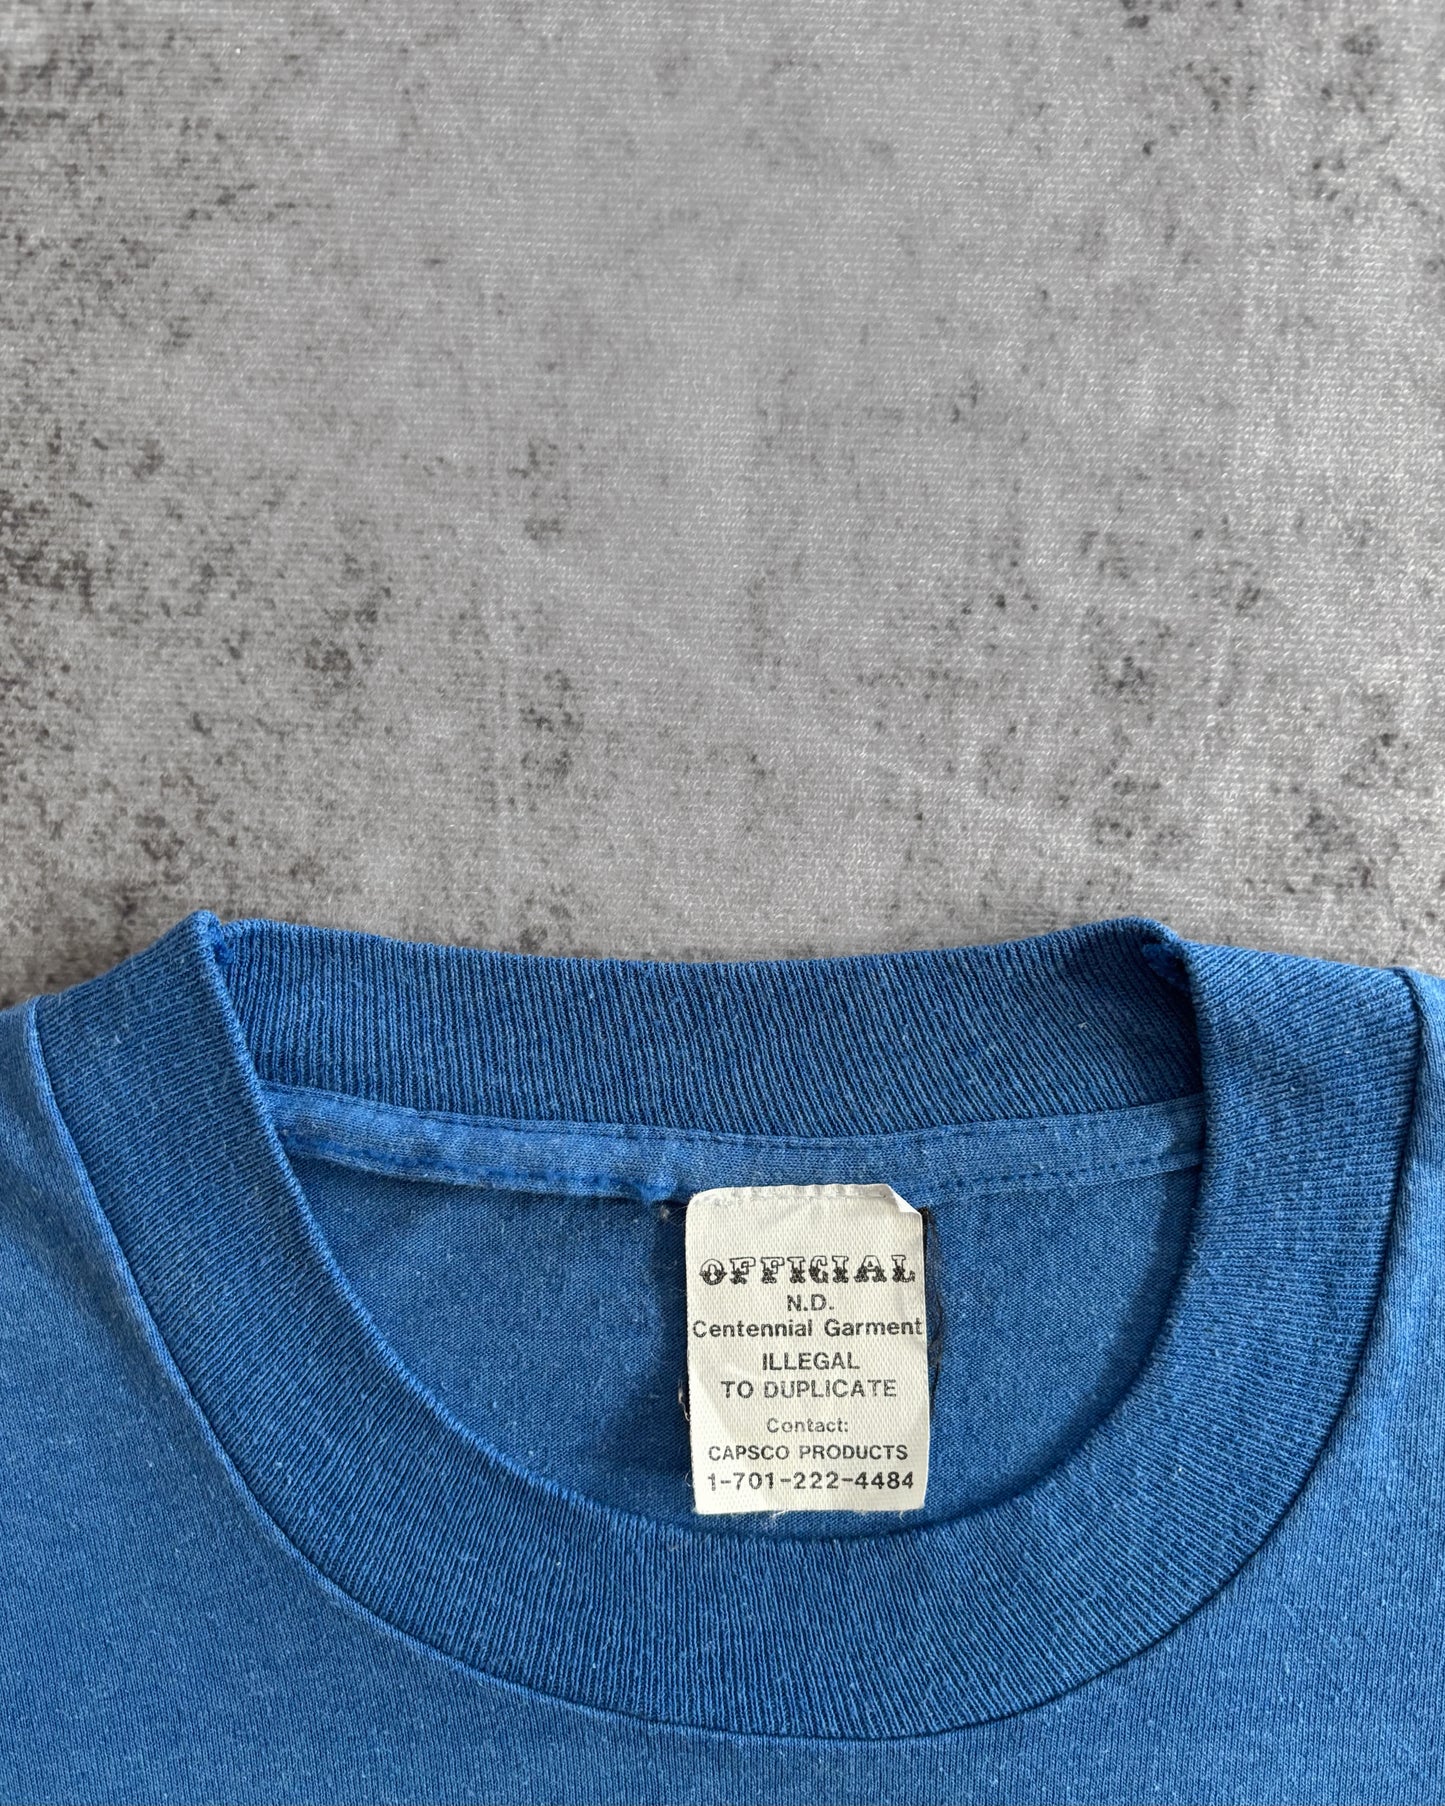 OFFICIAL
N.D.
Centennial Garment
ILLEGAL
TO DUPLICATE
Contact:
CAPSCO PRODUCTS
1-701-222-4484